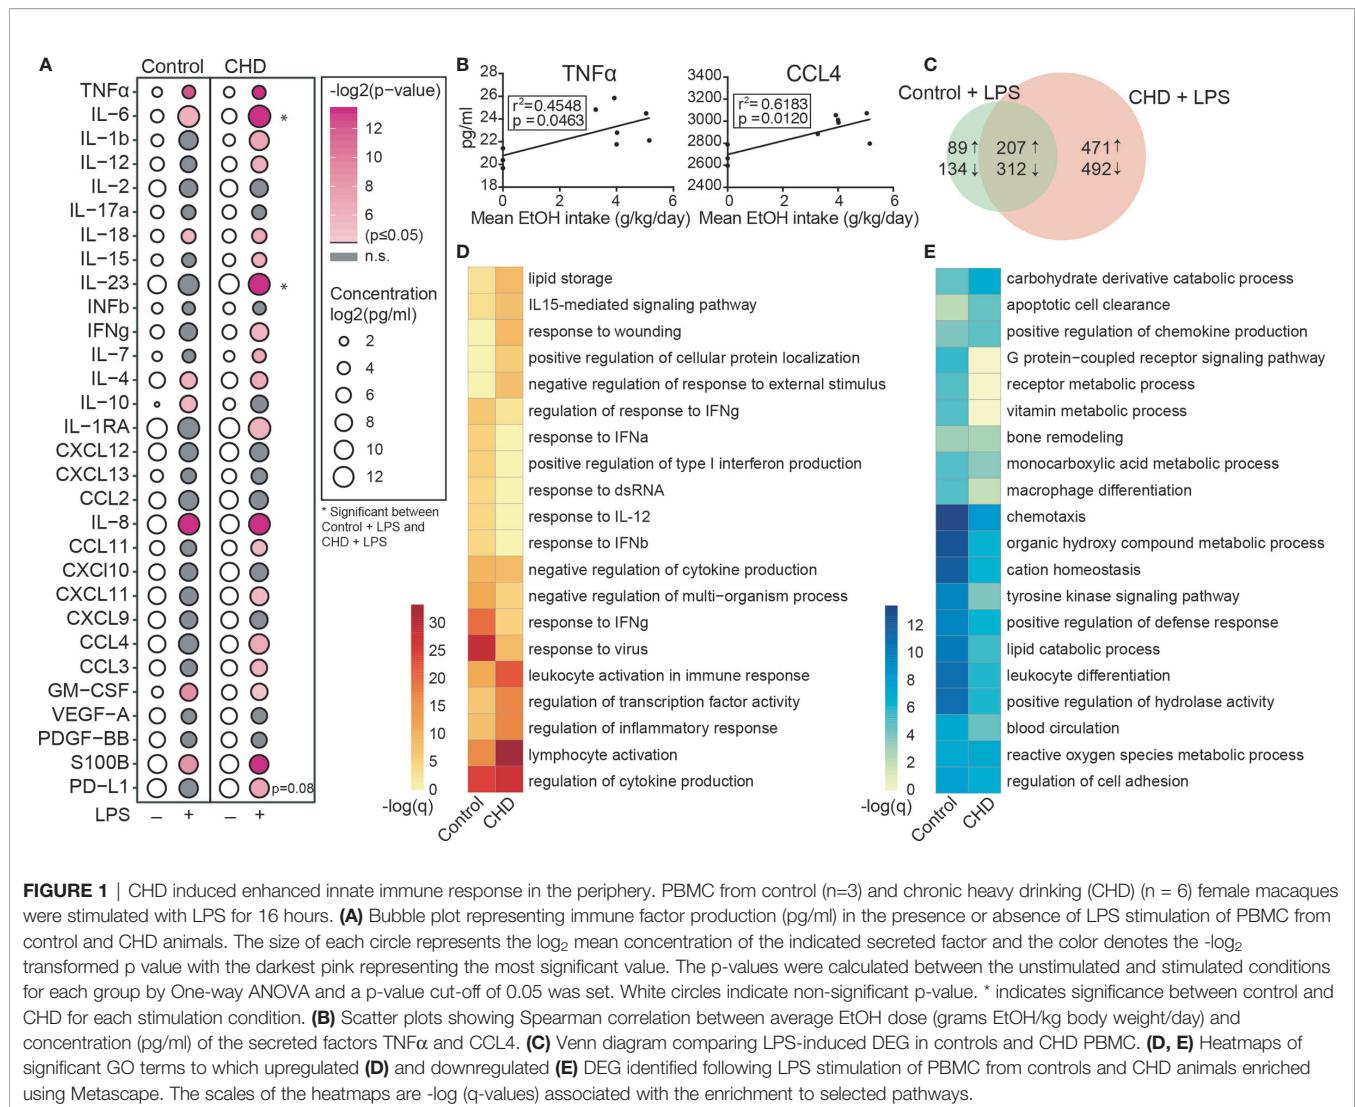 A
Control CHD
TNFα
IL−6
IL−1b
IL−12
IL−2
IL−17a
IL−18
IL−15
IL−23
INFb
IFNg
IL−7
IL−4
IL−10
IL−1RA
CXCL12
CXCL13
CCL2
IL−8
CCL11
CXCl10
CXCL11
CXCL9
CCL4
CCL3
GM−CSF
VEGF−A
PDGF−BB
S100B
PD−L1
*
*
p=0.08
LPS − + − +
-log2(p−value)
12
10
8
6
(p≤0.05)
n.s.
Concentration
log2(pg/ml)
2
4
6
8
10
12
* Significant between
Control + LPS and
CHD + LPS
B
TNFα
pg/ml
28
26
24
22
20
18
r²=0.4548
p =0.0463
0 2 4 6
Mean EtOH intake (g/kg/day)
CCL4
3400
3200
3000
2800
2600
2400
r²=0.6183
p =0.0120
0 2 4 6
Mean EtOH intake (g/kg/day)
C
Control + LPS
CHD + LPS
89↑ 207 ↑ 471↑
134↓ 312 ↓ 492↓
D
lipid storage
IL15-mediated signaling pathway
response to wounding
positive regulation of cellular protein localization
negative regulation of response to external stimulus
regulation of response to IFNg
response to IFNa
positive regulation of type I interferon production
response to dsRNA
response to IL-12
response to IFNb
negative regulation of cytokine production
negative regulation of multi-organism process
response to IFNg
response to virus
leukocyte activation in immune response
regulation of transcription factor activity
regulation of inflammatory response
lymphocyte activation
regulation of cytokine production
30
25
20
15
10
5
0
-log(q)
Control
CHD
E
carbohydrate derivative catabolic process
apoptotic cell clearance
positive regulation of chemokine production
G protein−coupled receptor signaling pathway
receptor metabolic process
vitamin metabolic process
bone remodeling
monocarboxylic acid metabolic process
macrophage differentiation
chemotaxis
organic hydroxy compound metabolic process
cation homeostasis
tyrosine kinase signaling pathway
positive regulation of defense response
lipid catabolic process
leukocyte differentiation
positive regulation of hydrolase activity
blood circulation
reactive oxygen species metabolic process
regulation of cell adhesion
12
10
8
6
4
2
0
-log(q)
Control
CHD
FIGURE 1 | CHD induced enhanced innate immune response in the periphery. PBMC from control (n=3) and chronic heavy drinking (CHD) (n = 6) female macaques
were stimulated with LPS for 16 hours. (A) Bubble plot representing immune factor production (pg/ml) in the presence or absence of LPS stimulation of PBMC from
control and CHD animals. The size of each circle represents the log₂ mean concentration of the indicated secreted factor and the color denotes the -log₂
transformed p value with the darkest pink representing the most significant value. The p-values were calculated between the unstimulated and stimulated conditions
for each group by One-way ANOVA and a p-value cut-off of 0.05 was set. White circles indicate non-significant p-value. * indicates significance between control and
CHD for each stimulation condition. (B) Scatter plots showing Spearman correlation between average EtOH dose (grams EtOH/kg body weight/day) and
concentration (pg/ml) of the secreted factors TNFα and CCL4. (C) Venn diagram comparing LPS-induced DEG in controls and CHD PBMC. (D, E) Heatmaps of
significant GO terms to which upregulated (D) and downregulated (E) DEG identified following LPS stimulation of PBMC from controls and CHD animals enriched
using Metascape. The scales of the heatmaps are -log (q-values) associated with the enrichment to selected pathways.